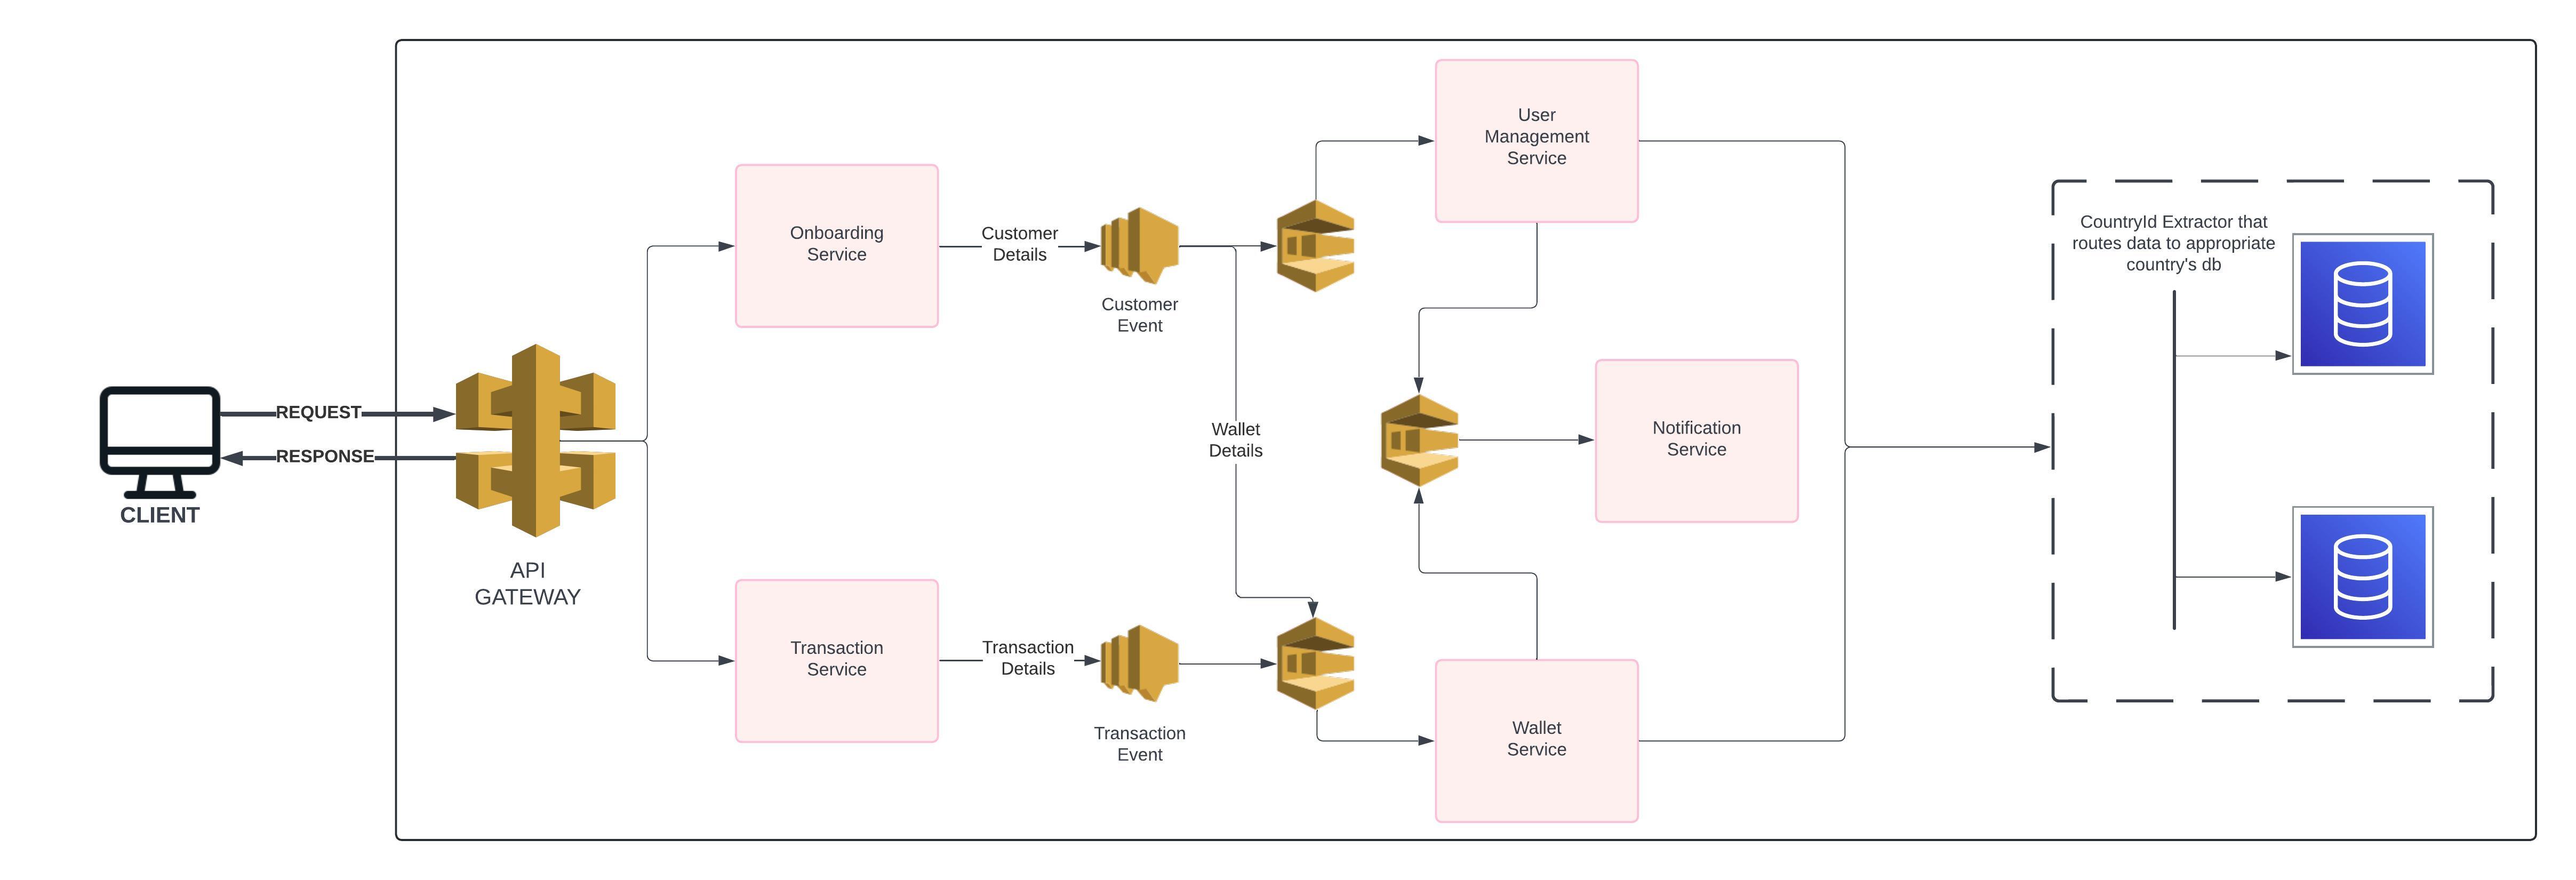 REQUEST
RESPONSE
CLIENT
API
GATEWAY
Onboarding
Service
Customer
Details
Customer
Event
Wallet
Details
Transaction
Service
Transaction
Details
Transaction
Event
User
Management
Service
Notification
Service
Wallet
Service
CountryId Extractor that
routes data to appropriate
country's db